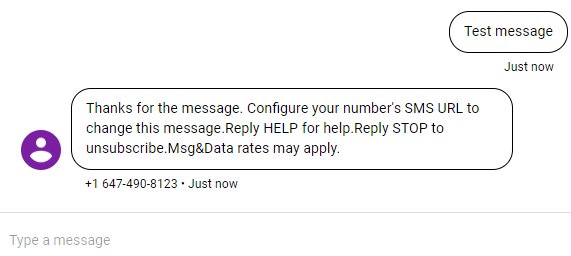 Test message
Just now
Thanks for the message. Configure your number's SMS URL to
change this message.Reply HELP for help.Reply STOP to
unsubscribe.Msg&Data rates may apply.
+1 647-490-8123 • Just now
Type a message